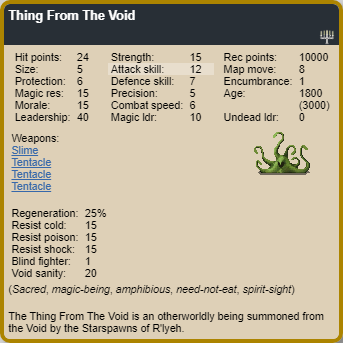 Thing From The Void
Hit points: 24 Strength: 15 Rec points: 10000
Size: 5 Attack skill: 12 Map move: 8
Protection: 6 Defence skill: 7 Encumbrance: 1
Magic res: 15 Precision: 5 Age: 1800
Morale: 15 Combat speed: 6 (3000)
Leadership: 40 Magic ldr: 10 Undead ldr: 0
Weapons:
Slime
Tentacle
Tentacle
Tentacle
Regeneration: 25%
Resist cold: 15
Resist poison: 15
Resist shock: 15
Blind fighter: 1
Void sanity: 20
(Sacred, magic-being, amphibious, need-not-eat, spirit-sight)
The Thing From The Void is an otherworldly being summoned from
the Void by the Starspawns of R'lyeh.